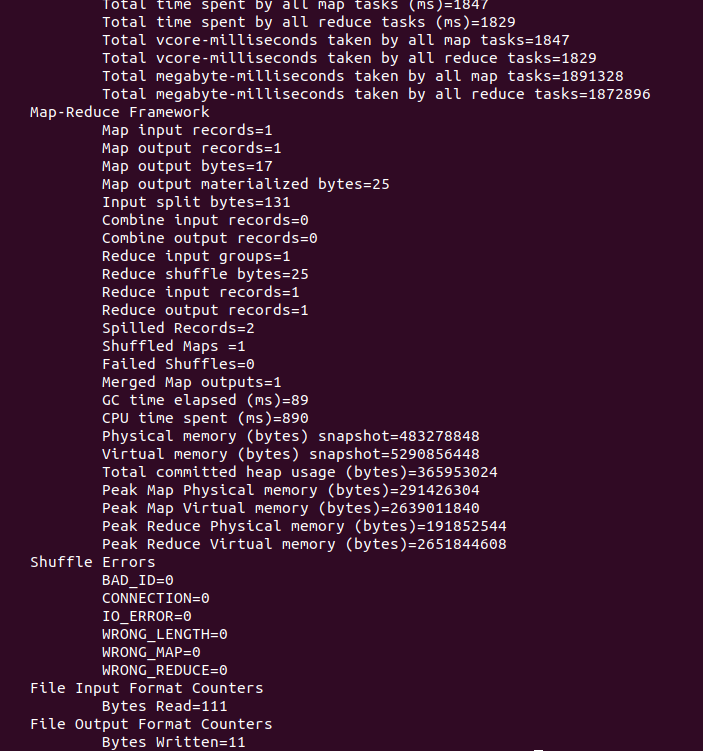 Total time spent by all map tasks (ms)=1847
Total time spent by all reduce tasks (ms)=1829
Total vcore-milliseconds taken by all map tasks=1847
Total vcore-milliseconds taken by all reduce tasks=1829
Total megabyte-milliseconds taken by all map tasks=1891328
Total megabyte-milliseconds taken by all reduce tasks=1872896
Map-Reduce Framework
Map input records=1
Map output records=1
Map output bytes=17
Map output materialized bytes=25
Input split bytes=131
Combine input records=0
Combine output records=0
Reduce input groups=1
Reduce shuffle bytes=25
Reduce input records=1
Reduce output records=1
Spilled Records=2
Shuffled Maps =1
Failed Shuffles=0
Merged Map outputs=1
GC time elapsed (ms)=89
CPU time spent (ms)=890
Physical memory (bytes) snapshot=483278848
Virtual memory (bytes) snapshot=5290856448
Total committed heap usage (bytes)=365953024
Peak Map Physical memory (bytes)=291426304
Peak Map Virtual memory (bytes)=2639011840
Peak Reduce Physical memory (bytes)=191852544
Peak Reduce Virtual memory (bytes)=2651844608
Shuffle Errors
BAD_ID=0
CONNECTION=0
IO_ERROR=0
WRONG_LENGTH=0
WRONG_MAP=0
WRONG_REDUCE=0
File Input Format Counters
Bytes Read=111
File Output Format Counters
Bytes Written=11